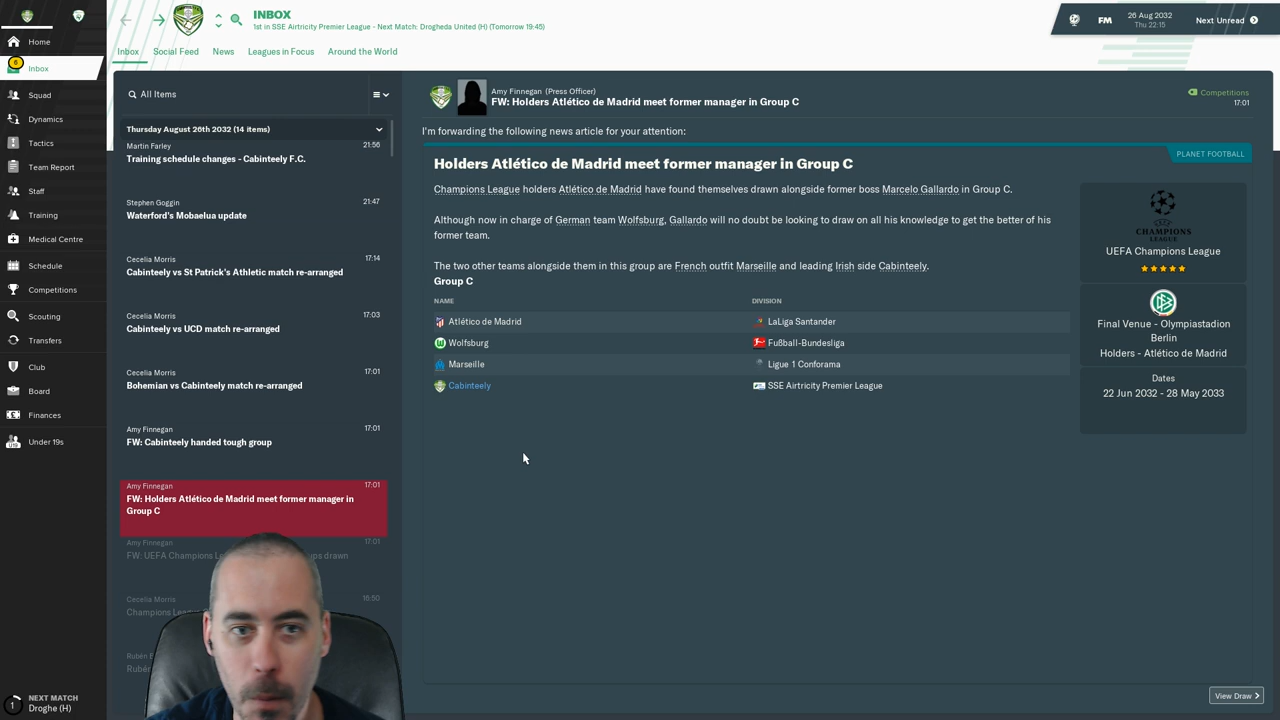 INBOX
1st in SSE Airtricity Premier League - Next Match: Drogheda United (H) (Tomorrow 19:45)
FM
26 Aug 2032
Thu 22:15
Next Unread
Inbox
Social Feed
News
Leagues in Focus
Around the World
Home
6
Inbox
Squad
Dynamics
Tactics
Team Report
Staff
Training
Medical Centre
Schedule
Competitions
Scouting
Transfers
Club
Board
Finances
Under 19s
1
NEXT MATCH
Droghe (H)
All Items
Thursday August 26th 2032 (14 items)
Martin Farley 21:56
Training schedule changes - Cabinteely F.C.
Stephen Goggin 21:47
Waterford's Mobaelua update
Cecelia Morris 17:14
Cabinteely vs St Patrick's Athletic match re-arranged
Cecelia Morris 17:03
Cabinteely vs UCD match re-arranged
Cecelia Morris 17:01
Bohemian vs Cabinteely match re-arranged
Amy Finnegan 17:01
FW: Cabinteely handed tough group
Amy Finnegan 17:01
FW: Holders Atlético de Madrid meet former manager in
Group C
Amy Finnegan 17:01
FW: UEFA Champions drawn
Cecelia Morris 16:50
Champions
Amy Finnegan (Press Officer)
FW: Holders Atlético de Madrid meet former manager in Group C
Competitions
17:01
I'm forwarding the following news article for your attention:
Holders Atlético de Madrid meet former manager in Group C
PLANET FOOTBALL
Champions League holders Atlético de Madrid have found themselves drawn alongside former boss Marcelo Gallardo in Group C.
Although now in charge of German team Wolfsburg, Gallardo will no doubt be looking to draw on all his knowledge to get the better of his
former team.
The two other teams alongside them in this group are French outfit Marseille and leading Irish side Cabinteely.
Group C
NAME DIVISION
Atlético de Madrid LaLiga Santander
Wolfsburg Fußball-Bundesliga
Marseille Ligue 1 Conforama
Cabinteely SSE Airtricity Premier League
CHAMPIONS
LEAGUE
UEFA Champions League
Final Venue - Olympiastadion
Berlin
Holders - Atlético de Madrid
Dates
22 Jun 2032 - 28 May 2033
View Draw